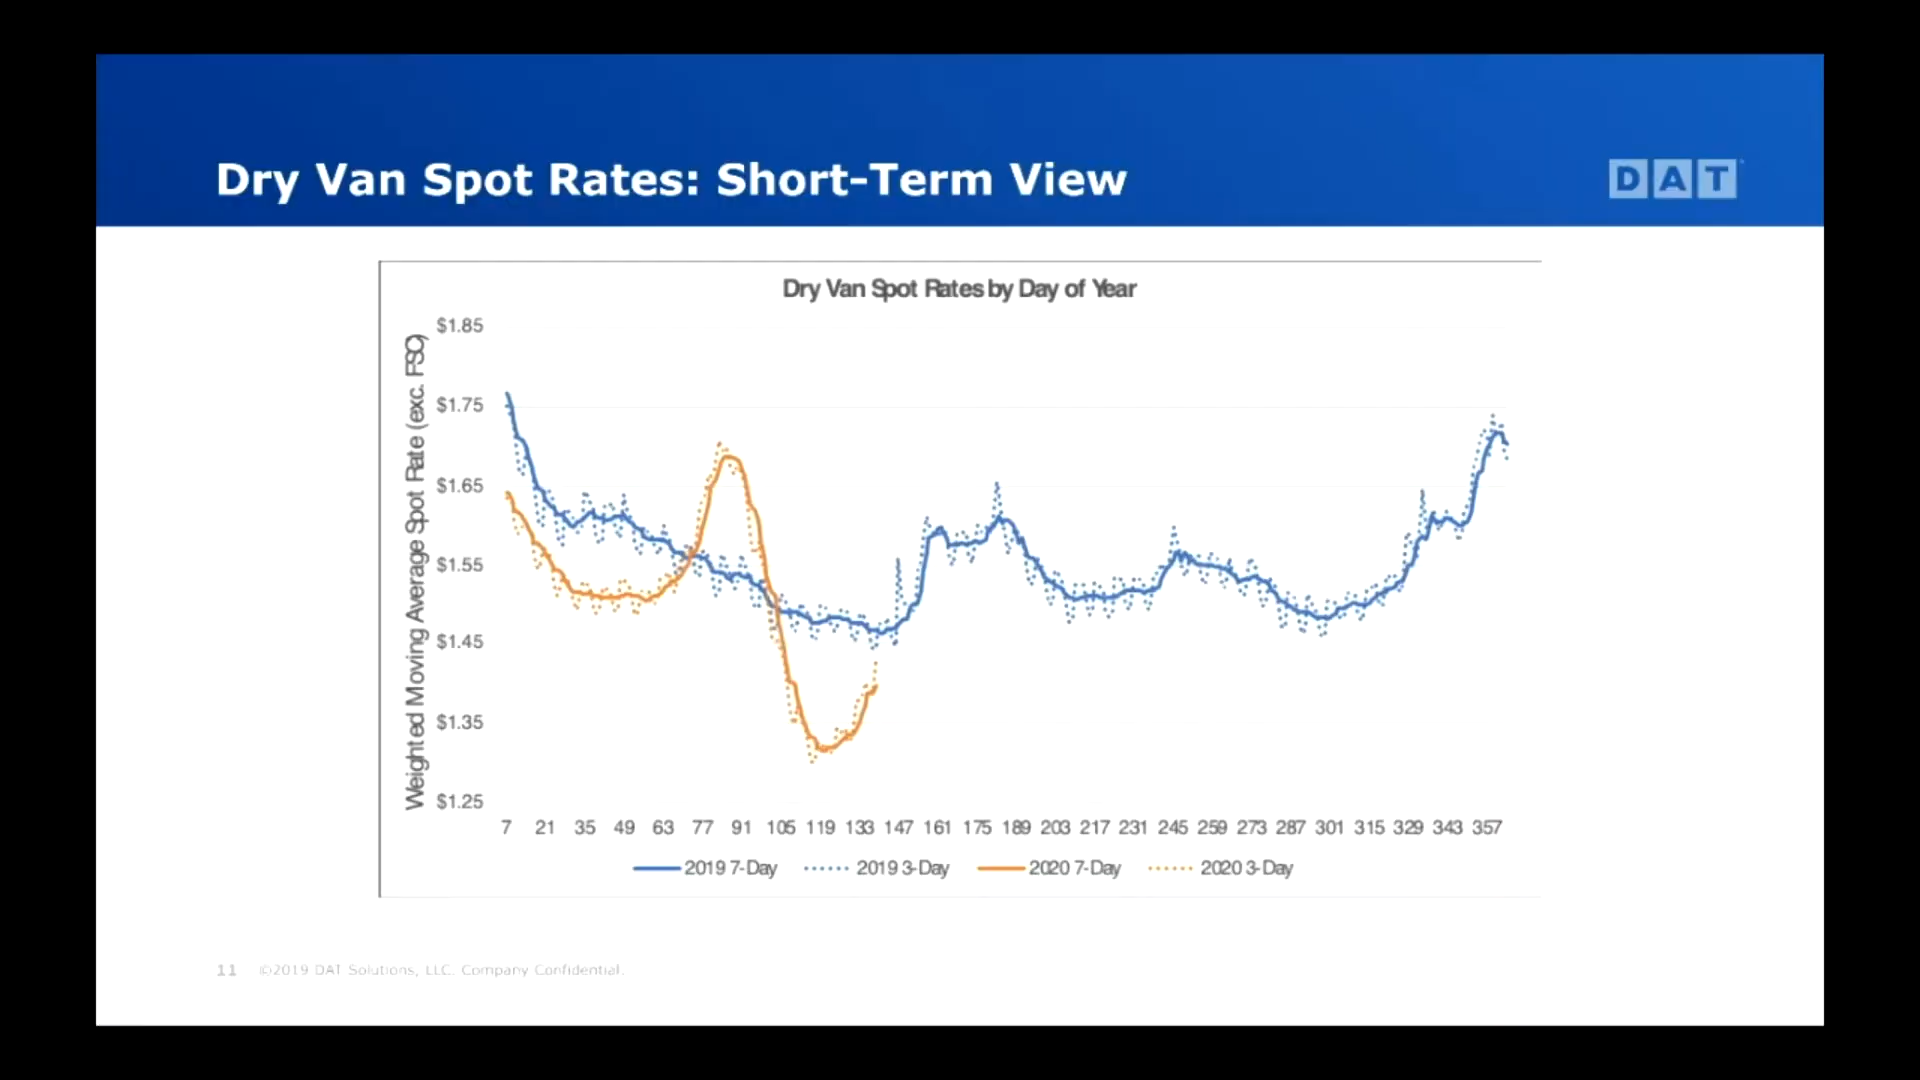 Dry Van Spot Rates: Short-Term View
DAT
Dry Van Spot Rates by Day of Year
Weighted Moving Average Spot Rate (exc. FSC)
$1.85
$1.75
$1.65
$1.55
$1.45
$1.35
$1.25
7 21 35 49 63 77 91 105 119 133 147 161 175 189 203 217 231 245 259 273 287 301 315 329 343 357
2019 7-Day 2019 3-Day 2020 7-Day 2020 3-Day
11 ©2019 DAT Solutions, LLC. Company Confidential.